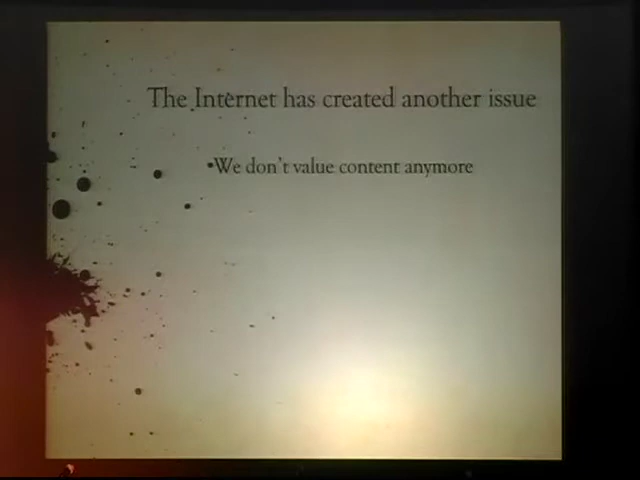 The Internet has created another issue
•We don't value content anymore